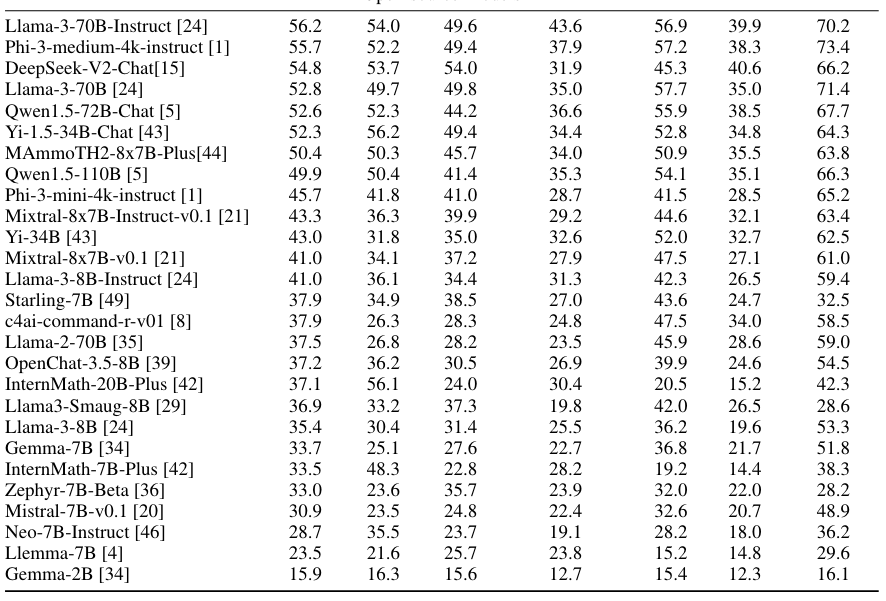 Llama-3-70B-Instruct [24] 56.2 54.0 49.6 43.6 56.9 39.9 70.2
Phi-3-medium-4k-instruct [1] 55.7 52.2 49.4 37.9 57.2 38.3 73.4
DeepSeek-V2-Chat[15] 54.8 53.7 54.0 31.9 45.3 40.6 66.2
Llama-3-70B [24] 52.8 49.7 49.8 35.0 57.7 35.0 71.4
Qwen1.5-72B-Chat [5] 52.6 52.3 44.2 36.6 55.9 38.5 67.7
Yi-1.5-34B-Chat [43] 52.3 56.2 49.4 34.4 52.8 34.8 64.3
MAmmoTH2-8x7B-Plus[44] 50.4 50.3 45.7 34.0 50.9 35.5 63.8
Qwen1.5-110B [5] 49.9 50.4 41.4 35.3 54.1 35.1 66.3
Phi-3-mini-4k-instruct [1] 45.7 41.8 41.0 28.7 41.5 28.5 65.2
Mixtral-8x7B-Instruct-v0.1 [21] 43.3 36.3 39.9 29.2 44.6 32.1 63.4
Yi-34B [43] 43.0 31.8 35.0 32.6 52.0 32.7 62.5
Mixtral-8x7B-v0.1 [21] 41.0 34.1 37.2 27.9 47.5 27.1 61.0
Llama-3-8B-Instruct [24] 41.0 36.1 34.4 31.3 42.3 26.5 59.4
Starling-7B [49] 37.9 34.9 38.5 27.0 43.6 24.7 32.5
c4ai-command-r-v01 [8] 37.9 26.3 28.3 24.8 47.5 34.0 58.5
Llama-2-70B [35] 37.5 26.8 28.2 23.5 45.9 28.6 59.0
OpenChat-3.5-8B [39] 37.2 36.2 30.5 26.9 39.9 24.6 54.5
InternMath-20B-Plus [42] 37.1 56.1 24.0 30.4 20.5 15.2 42.3
Llama3-Smaug-8B [29] 36.9 33.2 37.3 19.8 42.0 26.5 28.6
Llama-3-8B [24] 35.4 30.4 31.4 25.5 36.2 19.6 53.3
Gemma-7B [34] 33.7 25.1 27.6 22.7 36.8 21.7 51.8
InternMath-7B-Plus [42] 33.5 48.3 22.8 28.2 19.2 14.4 38.3
Zephyr-7B-Beta [36] 33.0 23.6 35.7 23.9 32.0 22.0 28.2
Mistral-7B-v0.1 [20] 30.9 23.5 24.8 22.4 32.6 20.7 48.9
Neo-7B-Instruct [46] 28.7 35.5 23.7 19.1 28.2 18.0 36.2
Llemma-7B [4] 23.5 21.6 25.7 23.8 15.2 14.8 29.6
Gemma-2B [34] 15.9 16.3 15.6 12.7 15.4 12.3 16.1